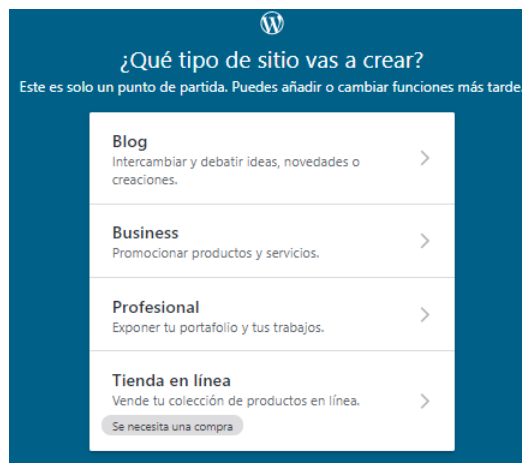 ¿Qué tipo de sitio vas a crear?
Este es solo un punto de partida. Puedes añadir o cambiar funciones más tarde.
Blog
Intercambiar y debatir ideas, novedades o
creaciones.
Business
Promocionar productos y servicios.
Profesional
Exponer tu portafolio y tus trabajos.
Tienda en línea
Vende tu colección de productos en línea.
Se necesita una compra